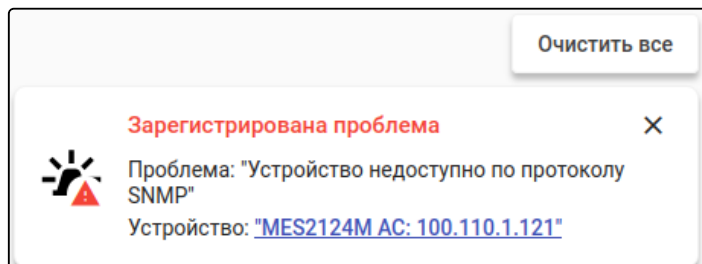 Очистить все
Зарегистрирована проблема
Проблема: "Устройство недоступно по протоколу
SNMP"
Устройство: "MES2124M AC: 100.110.1.121"